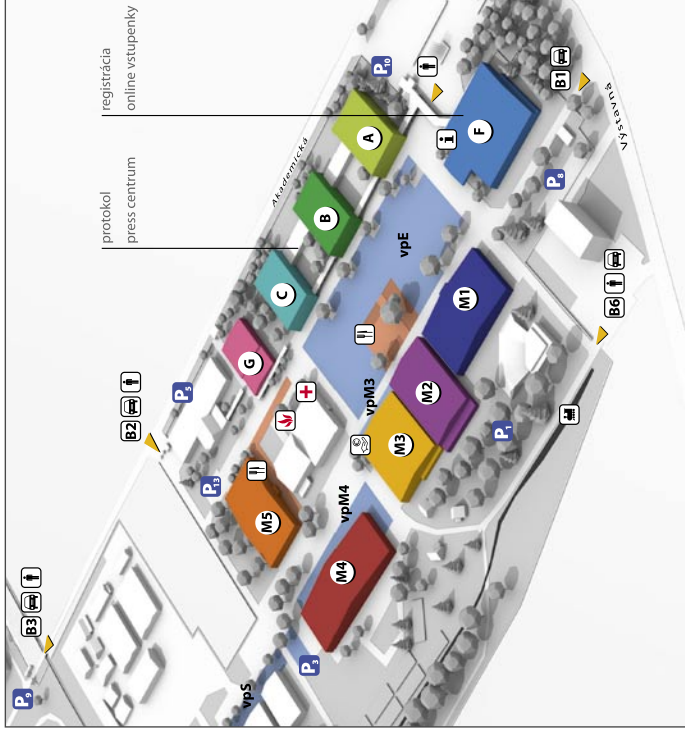 registrácia
online vstupenky
protokol
press centrum
Akademická
Výstavná
P10
A
B
C
G
F
i
B1
P8
vpE
M1
M2
M3
vpM3
B6
P1
B2
P5
P13
M5
vpM4
M4
B3
P9
P3
vpS